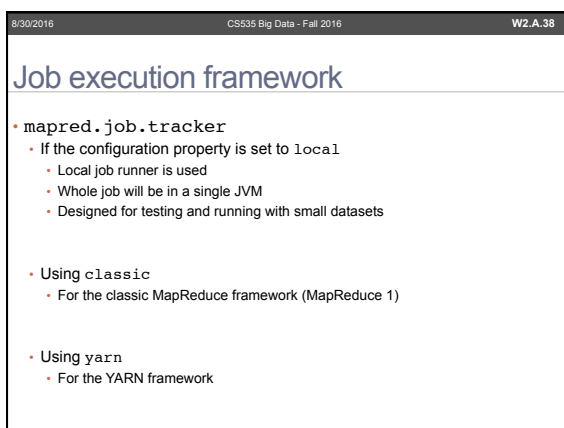 8/30/2016 CS535 Big Data - Fall 2016 W2.A.38
Job execution framework
• mapred.job.tracker
• If the configuration property is set to local
• Local job runner is used
• Whole job will be in a single JVM
• Designed for testing and running with small datasets
• Using classic
• For the classic MapReduce framework (MapReduce 1)
• Using yarn
• For the YARN framework